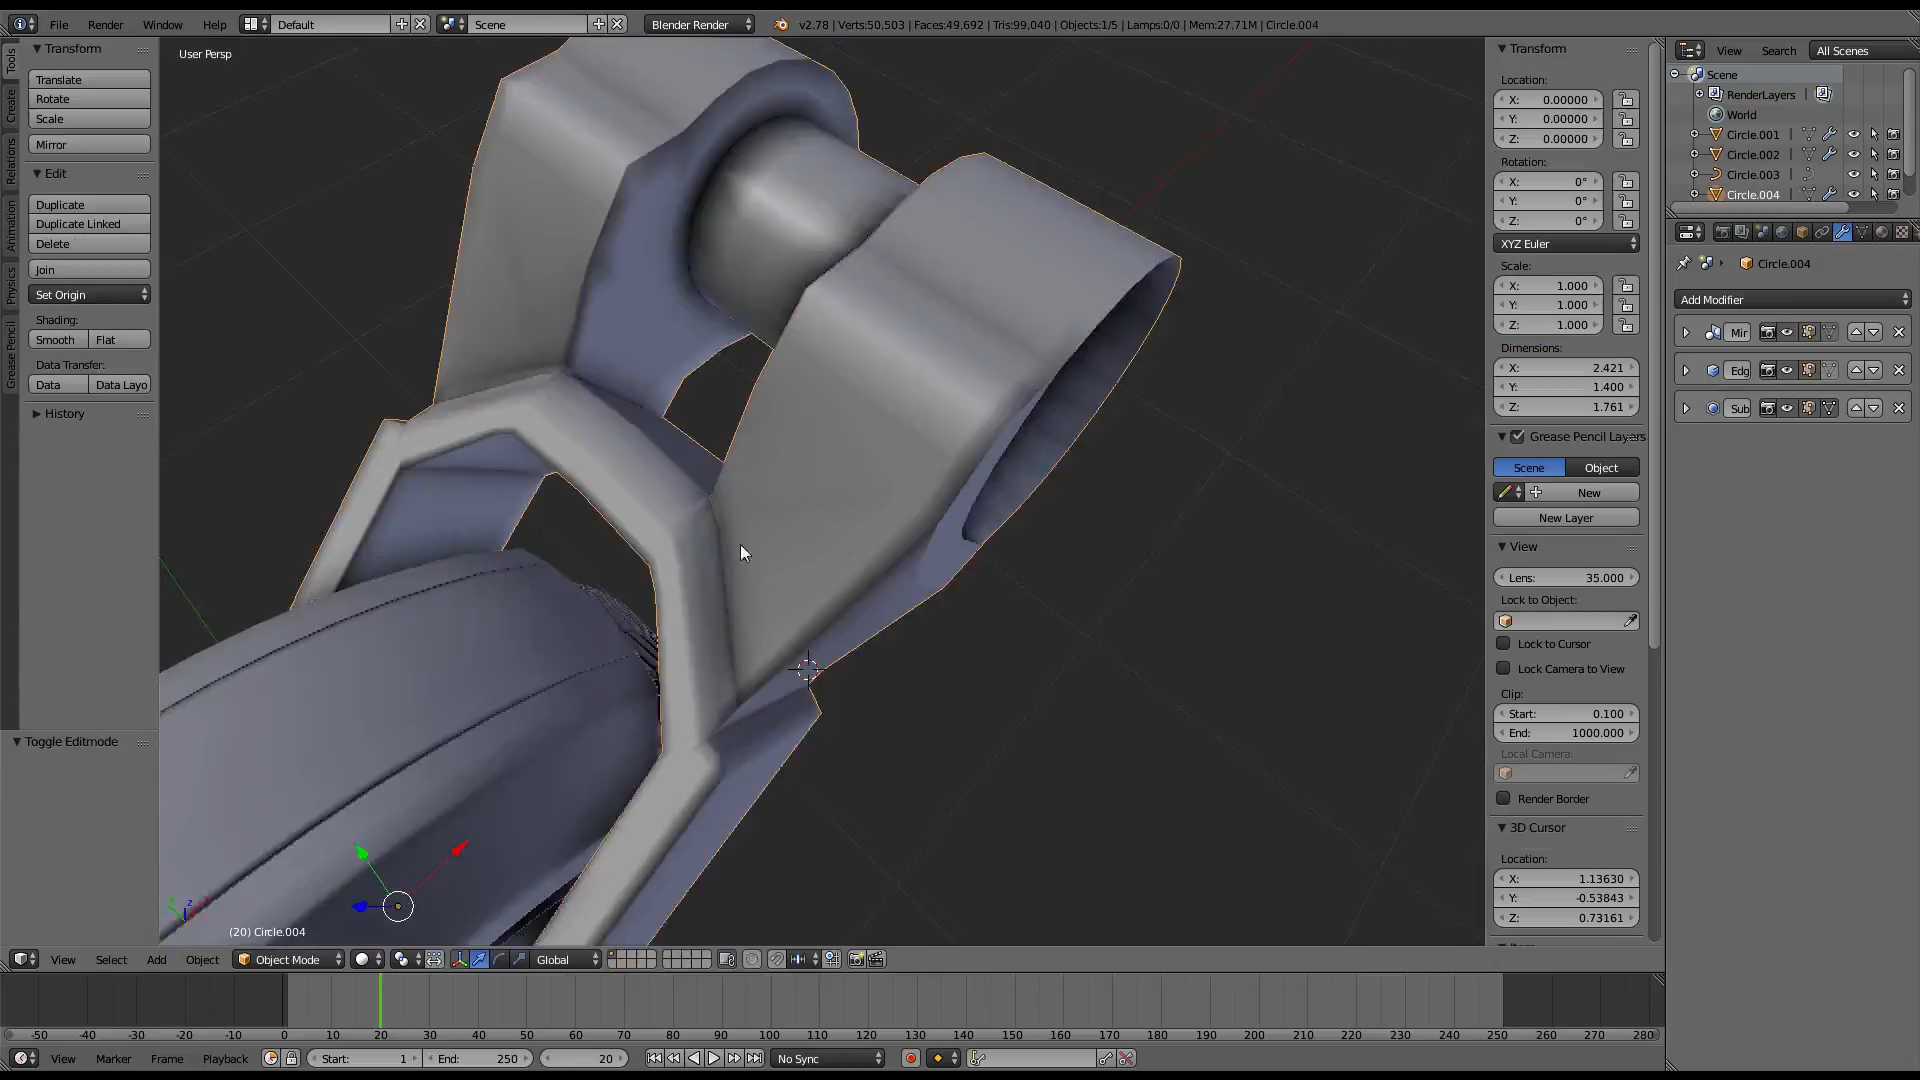 File Render Window Help Default Scene Blender Render v2.78 | Verts:50,503 | Faces:49,692 | Tris:99,040 | Objects:1/5 | Lamps:0/0 | Mem:27.71M | Circle.004
Tools
Create
Relations
Animation
Physics
Grease Pencil
Transform
Translate
Rotate
Scale
Mirror
Edit
Duplicate
Duplicate Linked
Delete
Join
Set Origin
Shading:
Smooth Flat
Data Transfer:
Data Data Layo
History
Toggle Editmode
User Persp
(20) Circle.004
Transform
Location:
X: 0.00000
Y: 0.00000
Z: 0.00000
Rotation:
X: 0°
Y: 0°
Z: 0°
XYZ Euler
Scale:
X: 1.000
Y: 1.000
Z: 1.000
Dimensions:
X: 2.421
Y: 1.400
Z: 1.761
Grease Pencil Layers
Scene Object
New
New Layer
View
Lens: 35.000
Lock to Object:
Lock to Cursor
Lock Camera to View
Clip:
Start: 0.100
End: 1000.000
Local Camera:
Render Border
3D Cursor
Location:
X: 1.13630
Y: -0.53843
Z: 0.73161
View Search All Scenes
Scene
RenderLayers |
World
Circle.001
Circle.002
Circle.003
Circle.004
Circle.004
Add Modifier
Mir
Edg
Sub
View Select Add Object Object Mode Global
-50 -40 -30 -20 -10 0 10 20 30 40 50 60 70 80 90 100 110 120 130 140 150 160 170 180 190 200 210 220 230 240 250 260 270 280
View Marker Frame Playback Start: 1 End: 250 20 No Sync